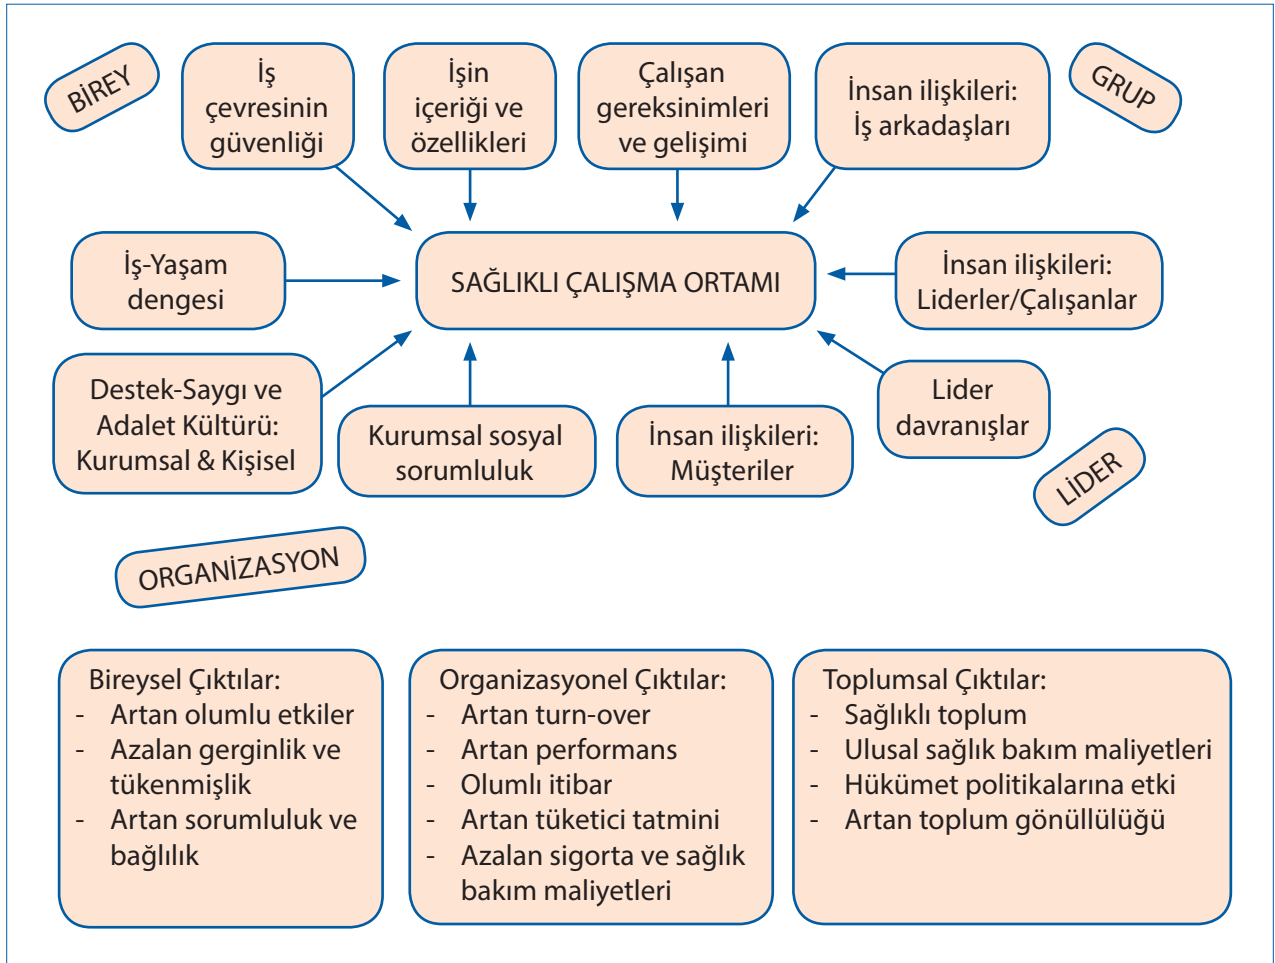 BİREY
İş
çevresinin
güvenliği
İşin
içeriği ve
özellikleri
Çalışan
gereksinimleri
ve gelişimi
İnsan ilişkileri:
İş arkadaşları
GRUP
İş-Yaşam
dengesi
SAĞLIKLI ÇALIŞMA ORTAMI
İnsan ilişkileri:
Liderler/Çalışanlar
Destek-Saygı ve
Adalet Kültürü:
Kurumsal & Kişisel
Kurumsal sosyal
sorumluluk
İnsan ilişkileri:
Müşteriler
Lider
davranışlar
LİDER
ORGANİZASYON
Bireysel Çıktılar:
- Artan olumlu etkiler
- Azalan gerginlik ve
tükenmişlik
- Artan sorumluluk ve
bağlılık
Organizasyonel Çıktılar:
- Artan turn-over
- Artan performans
- Olumlı itibar
- Artan tüketici tatmini
- Azalan sigorta ve sağlık
bakım maliyetleri
Toplumsal Çıktılar:
- Sağlıklı toplum
- Ulusal sağlık bakım maliyetleri
- Hükümet politikalarına etki
- Artan toplum gönüllülüğü